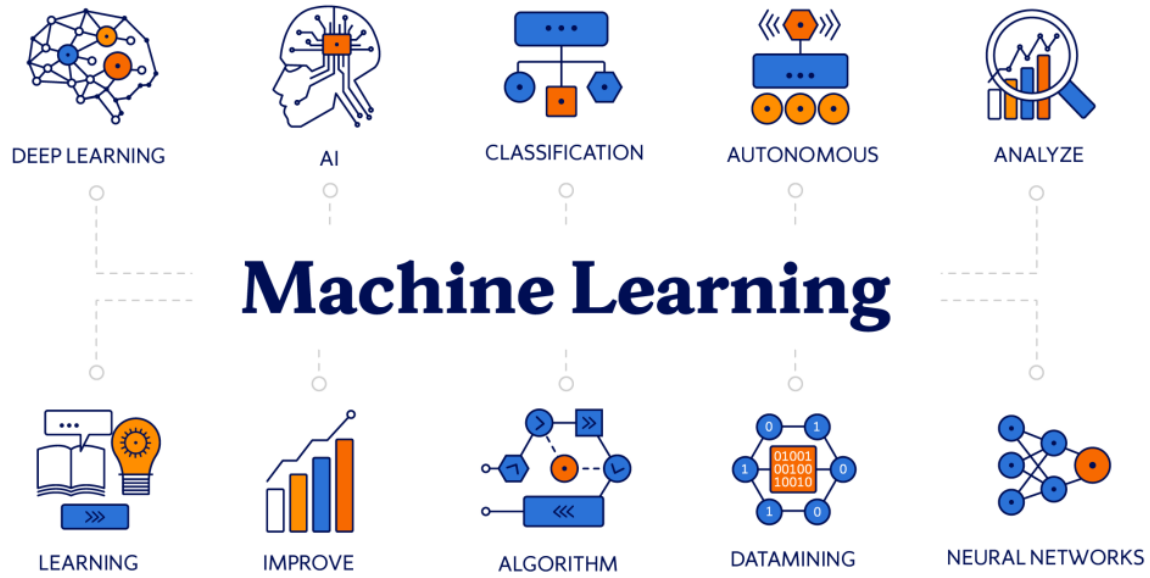 DEEP LEARNING
AI
CLASSIFICATION
AUTONOMOUS
ANALYZE
Machine Learning
0 1
1 01001 0
00100
10010
1 0
LEARNING
IMPROVE
ALGORITHM
DATAMINING
NEURAL NETWORKS